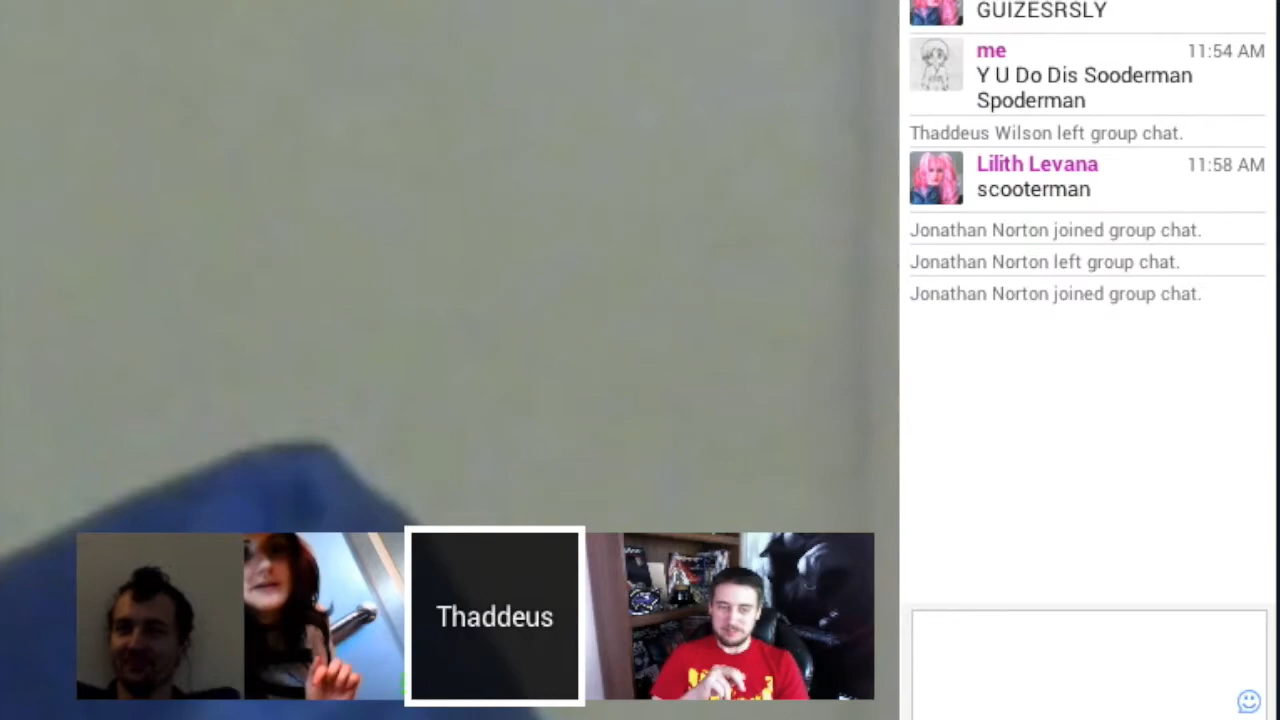 GUIZESRSLY
me 11:54 AM
Y U Do Dis Sooderman
Spoderman
Thaddeus Wilson left group chat.
Lilith Levana 11:58 AM
scooterman
Jonathan Norton joined group chat.
Jonathan Norton left group chat.
Jonathan Norton joined group chat.
Thaddeus